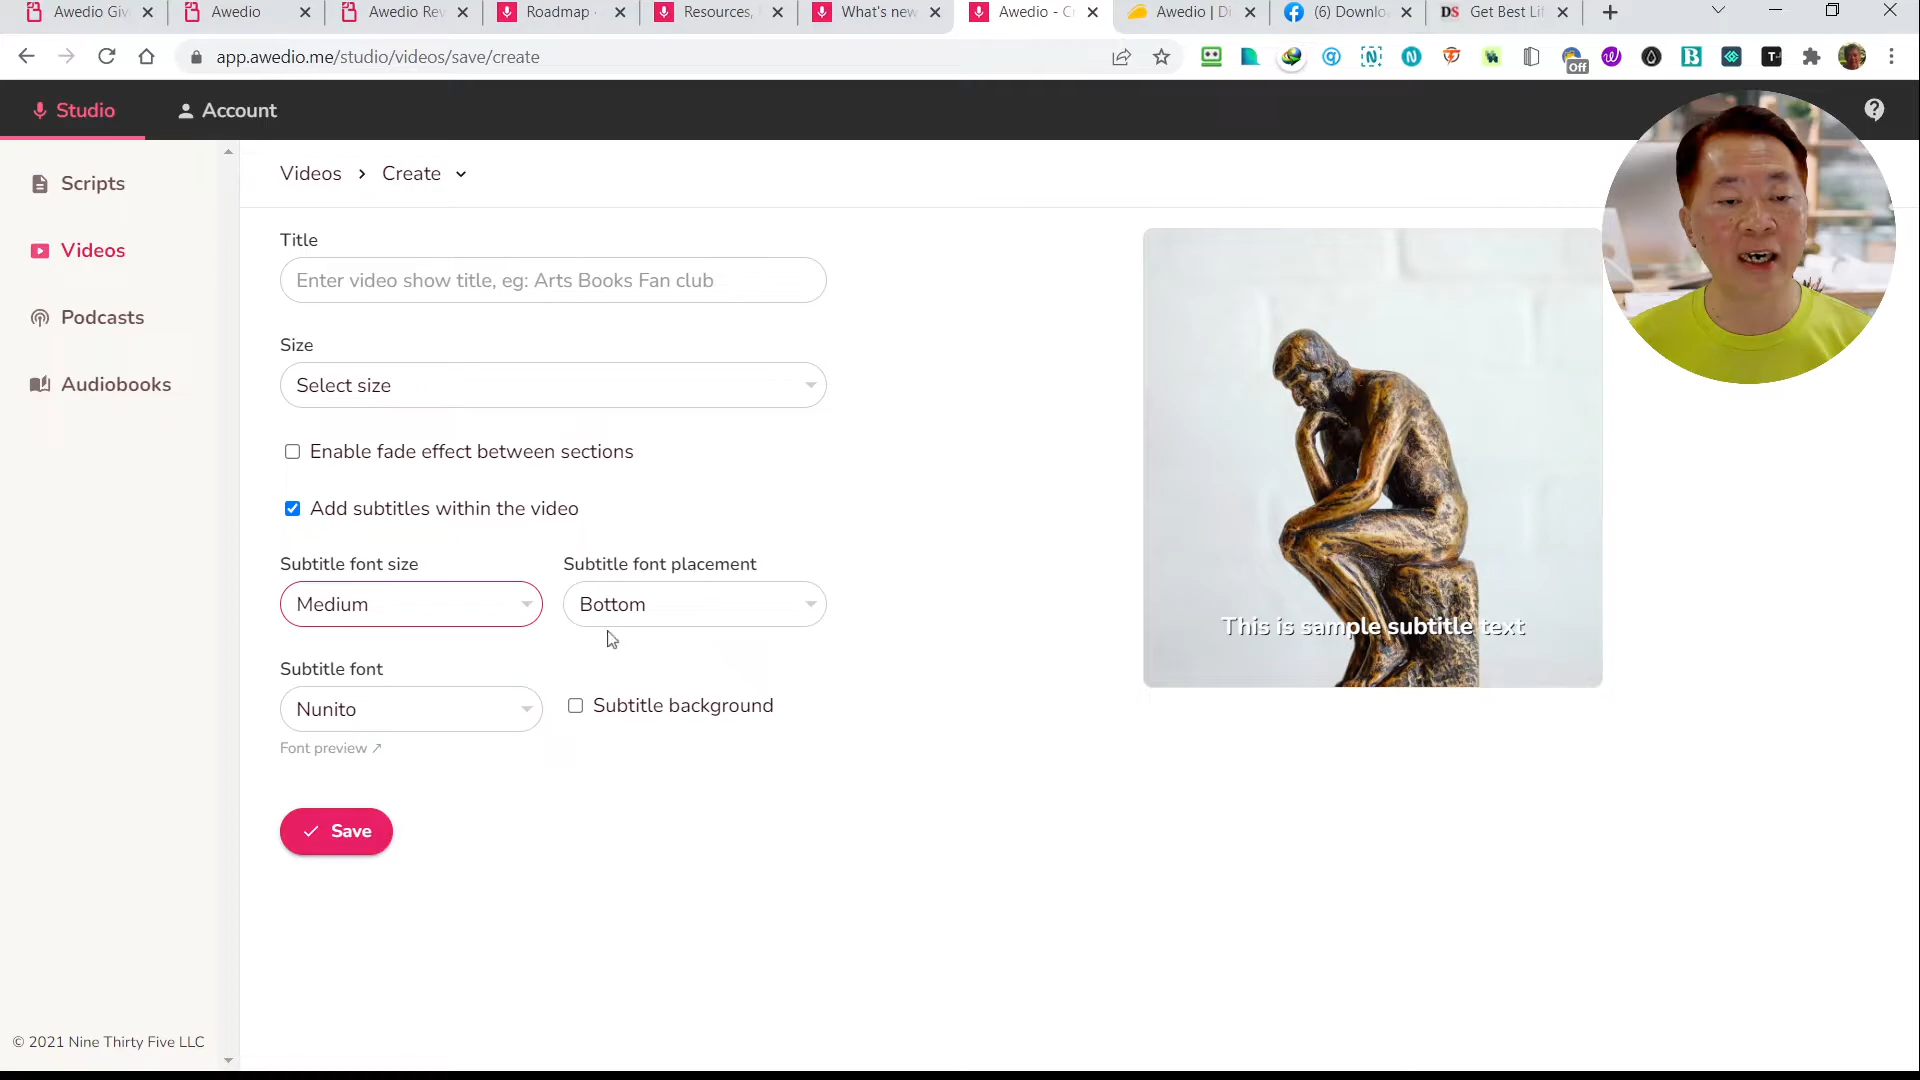 Awedio Giv
Awedio
Awedio Rev
Roadmap ·
Resources,
What's new
Awedio - Cr
Awedio | Di
(6) Downlo
Get Best Lif
app.awedio.me/studio/videos/save/create
Off
Studio
Account
Scripts
Videos
Podcasts
Audiobooks
Videos > Create
Title
Enter video show title, eg: Arts Books Fan club
Size
Select size
Enable fade effect between sections
Add subtitles within the video
Subtitle font size
Subtitle font placement
Medium
Bottom
Subtitle font
Nunito
Subtitle background
Font preview ↗
Save
This is sample subtitle text
© 2021 Nine Thirty Five LLC